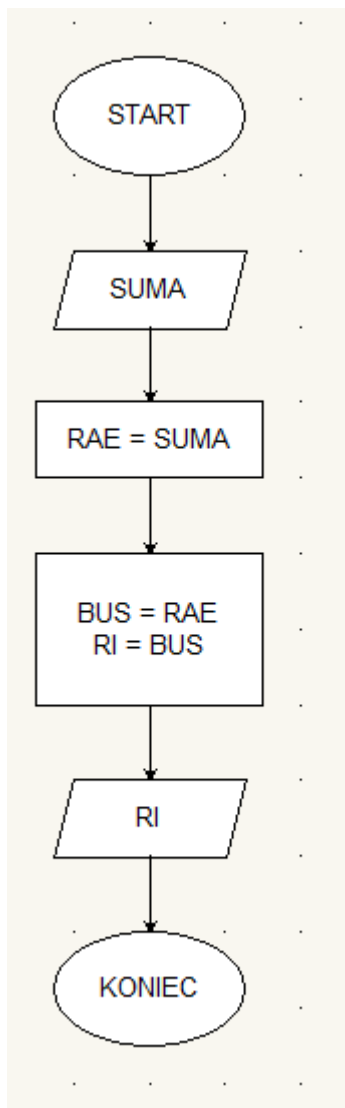 START
SUMA
RAE = SUMA
BUS = RAE
RI = BUS
RI
KONIEC